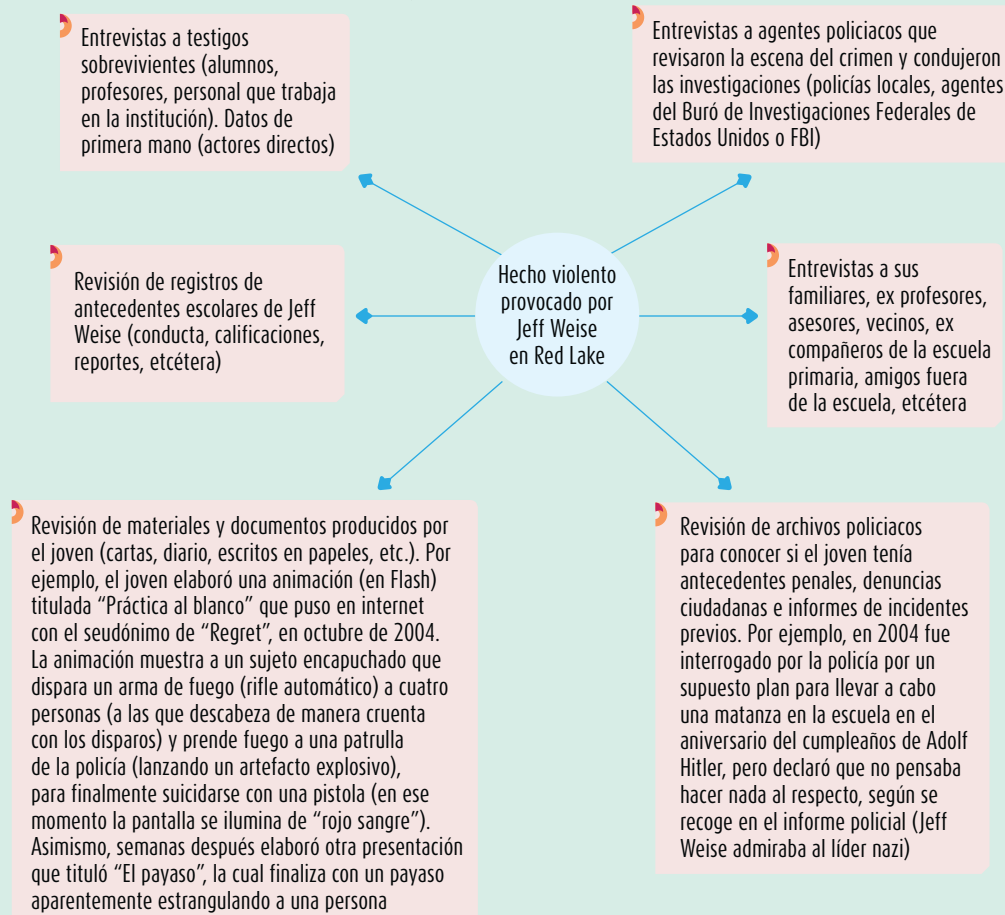 Entrevistas a testigos
sobrevivientes (alumnos,
profesores, personal que trabaja
en la institución). Datos de
primera mano (actores directos)
Entrevistas a agentes policiacos que
revisaron la escena del crimen y condujeron
las investigaciones (policías locales, agentes
del Buró de Investigaciones Federales de
Estados Unidos o FBI)
Revisión de registros de
antecedentes escolares de Jeff
Weise (conducta, calificaciones,
reportes, etcétera)
Hecho violento
provocado por
Jeff Weise
en Red Lake
Entrevistas a sus
familiares, ex profesores,
asesores, vecinos, ex
compañeros de la escuela
primaria, amigos fuera
de la escuela, etcétera
Revisión de materiales y documentos producidos por
el joven (cartas, diario, escritos en papeles, etc.). Por
ejemplo, el joven elaboró una animación (en Flash)
titulada “Práctica al blanco” que puso en internet
con el seudónimo de “Regret”, en octubre de 2004.
La animación muestra a un sujeto encapuchado que
dispara un arma de fuego (rifle automático) a cuatro
personas (a las que descabeza de manera cruenta
con los disparos) y prende fuego a una patrulla
de la policía (lanzando un artefacto explosivo),
para finalmente suicidarse con una pistola (en ese
momento la pantalla se ilumina de “rojo sangre”).
Asimismo, semanas después elaboró otra presentación
que tituló “El payaso”, la cual finaliza con un payaso
aparentemente estrangulando a una persona
Revisión de archivos policiacos
para conocer si el joven tenía
antecedentes penales, denuncias
ciudadanas e informes de incidentes
previos. Por ejemplo, en 2004 fue
interrogado por la policía por un
supuesto plan para llevar a cabo
una matanza en la escuela en el
aniversario del cumpleaños de Adolf
Hitler, pero declaró que no pensaba
hacer nada al respecto, según se
recoge en el informe policial (Jeff
Weise admiraba al líder nazi)